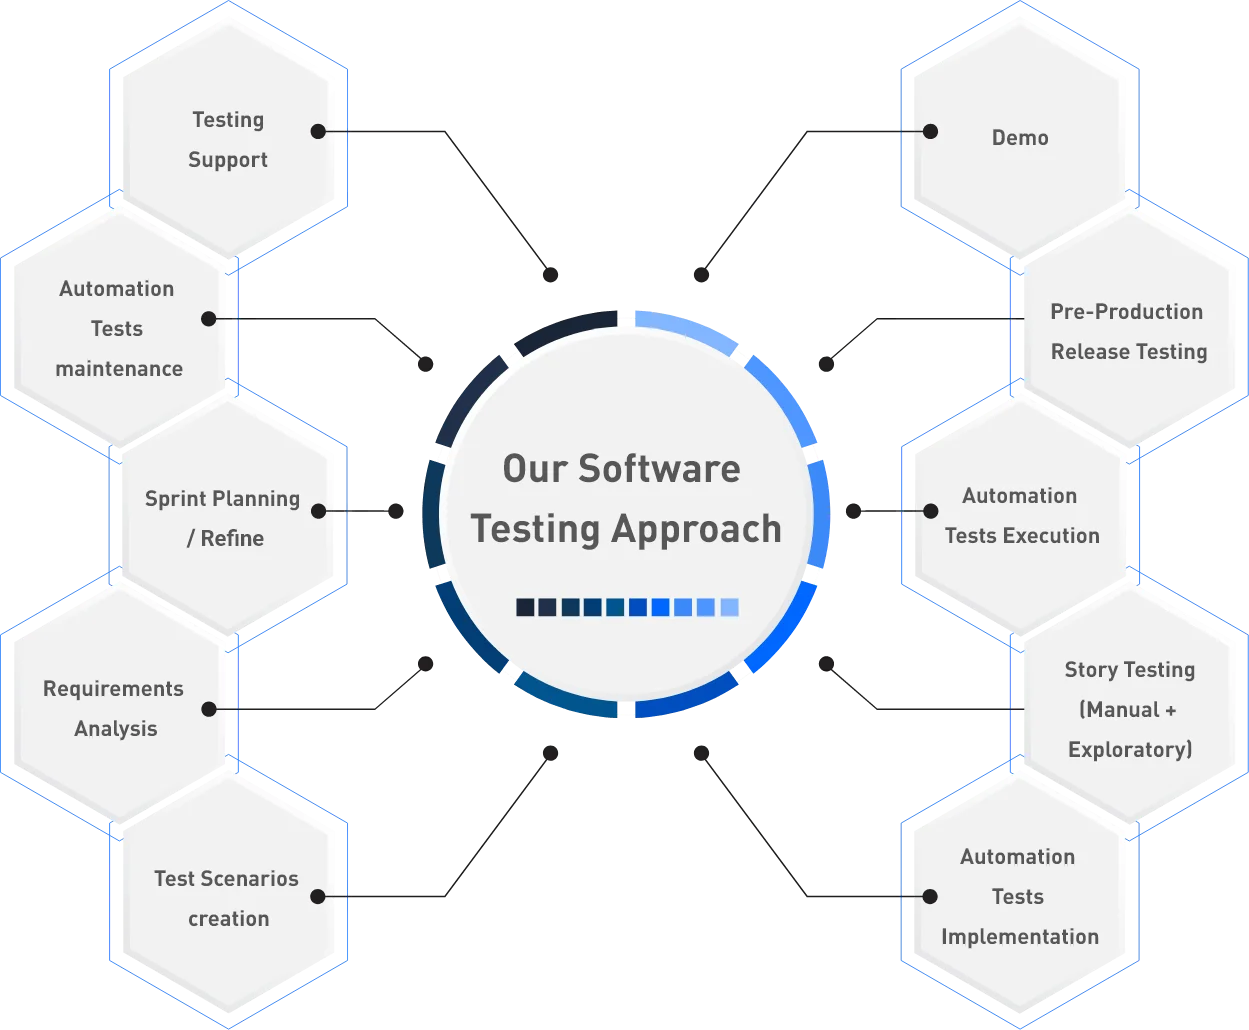 Testing
Support
Automation
Tests
maintenance
Sprint Planning
/ Refine
Requirements
Analysis
Test Scenarios
creation
Our Software
Testing Approach
Demo
Pre-Production
Release Testing
Automation
Tests Execution
Story Testing
(Manual +
Exploratory)
Automation
Tests
Implementation